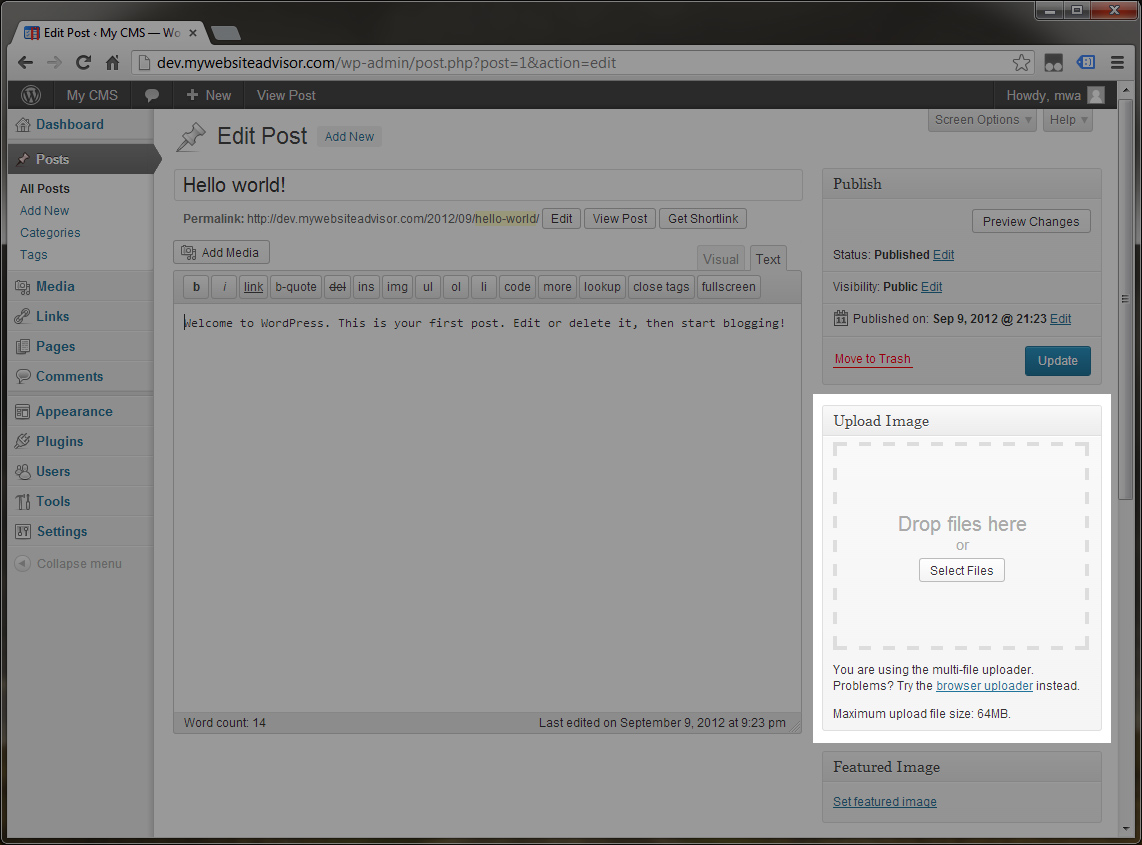 Edit Post ‹ My CMS — Wo
dev.mywebsiteadvisor.com/wp-admin/post.php?post=1&action=edit
My CMS
New
View Post
Howdy, mwa
Dashboard
Posts
All Posts
Add New
Categories
Tags
Media
Links
Pages
Comments
Appearance
Plugins
Users
Tools
Settings
Collapse menu
Screen Options
Help
Edit Post Add New
Hello world!
Permalink: http://dev.mywebsiteadvisor.com/2012/09/hello-world/ Edit View Post Get Shortlink
Add Media
Visual Text
b i link b-quote del ins img ul ol li code more lookup close tags fullscreen
Welcome to WordPress. This is your first post. Edit or delete it, then start blogging!
Word count: 14
Last edited on September 9, 2012 at 9:23 pm
Publish
Preview Changes
Status: Published Edit
Visibility: Public Edit
11 Published on: Sep 9, 2012 @ 21:23 Edit
Move to Trash
Update
Upload Image
Drop files here
or
Select Files
You are using the multi-file uploader.
Problems? Try the browser uploader instead.
Maximum upload file size: 64MB.
Featured Image
Set featured image